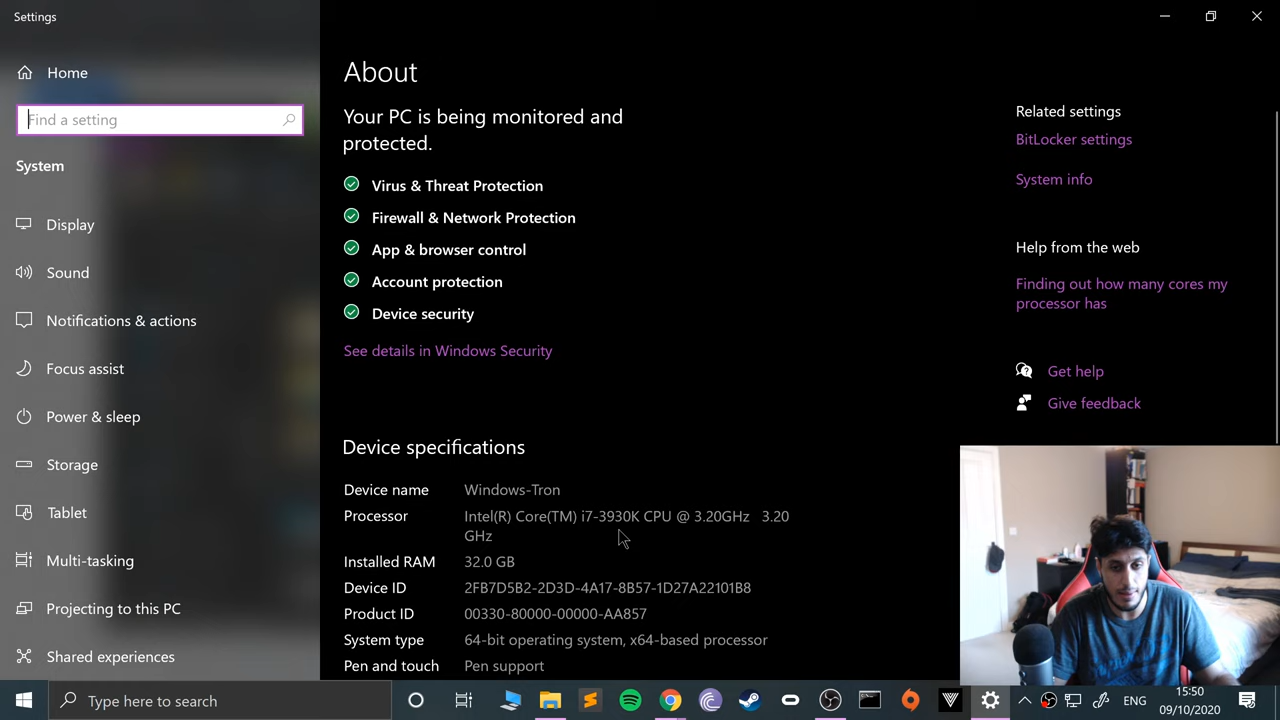 Settings
Home
Find a setting
System
Display
Sound
Notifications & actions
Focus assist
Power & sleep
Storage
Tablet
Multi-tasking
Projecting to this PC
Shared experiences
About
Your PC is being monitored and
protected.
Virus & Threat Protection
Firewall & Network Protection
App & browser control
Account protection
Device security
See details in Windows Security
Device specifications
Device name Windows-Tron
Processor Intel(R) Core(TM) i7-3930K CPU @ 3.20GHz 3.20
GHz
Installed RAM 32.0 GB
Device ID 2FB7D5B2-2D3D-4A17-8B57-1D27A22101B8
Product ID 00330-80000-00000-AA857
System type 64-bit operating system, x64-based processor
Pen and touch Pen support
Related settings
BitLocker settings
System info
Help from the web
Finding out how many cores my
processor has
Get help
Give feedback
Type here to search
ENG
15:50
09/10/2020